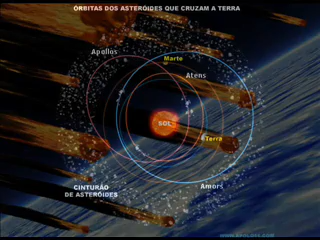 ÓRBITAS DOS ASTERÓIDES QUE CRUZAM A TERRA
Apollos
Marte
Atens
SOL
Terra
CINTURÃO
DE ASTERÓIDES
Amors